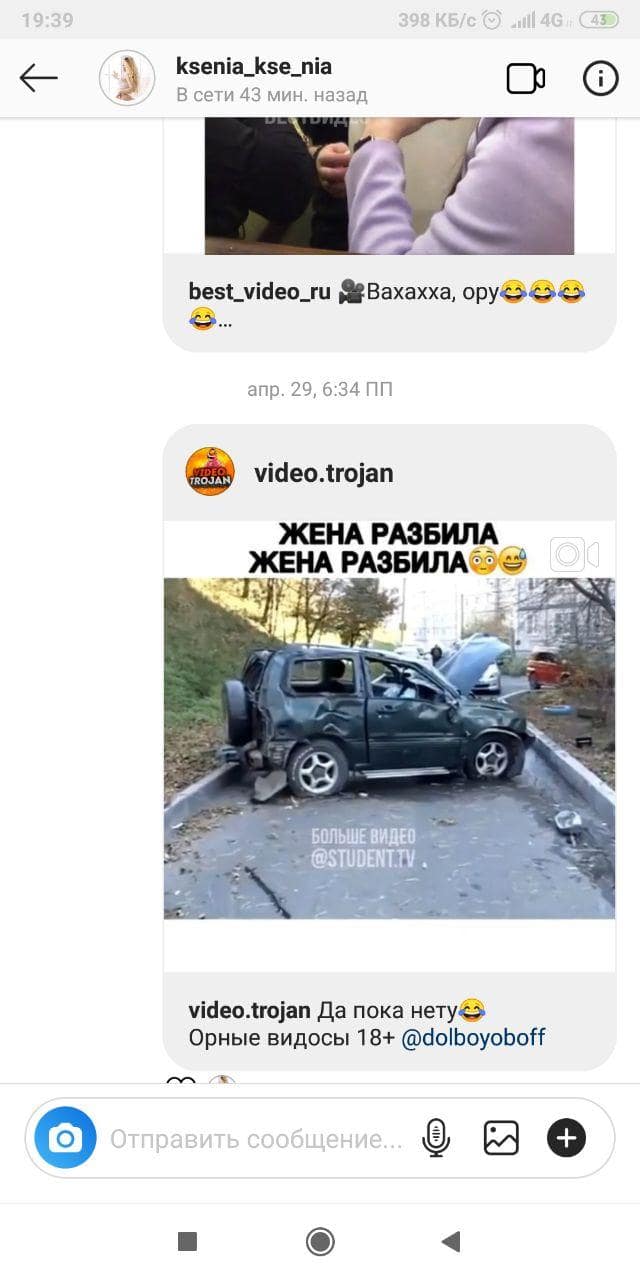 19:39
398 КБ/с
4G
43
ksenia_kse_nia
В сети 43 мин. назад
best_video_ru 🎥Вахахха, ору😂😂😂
😂...
апр. 29, 6:34 ПП
VIDEO
TROJAN
video.trojan
ЖЕНА РАЗБИЛА
ЖЕНА РАЗБИЛА😳😅
БОЛЬШЕ ВИДЕО
@STUDENT.TV
video.trojan Да пока нету😂
Орные видосы 18+ @dolboyoboff
Отправить сообщение...